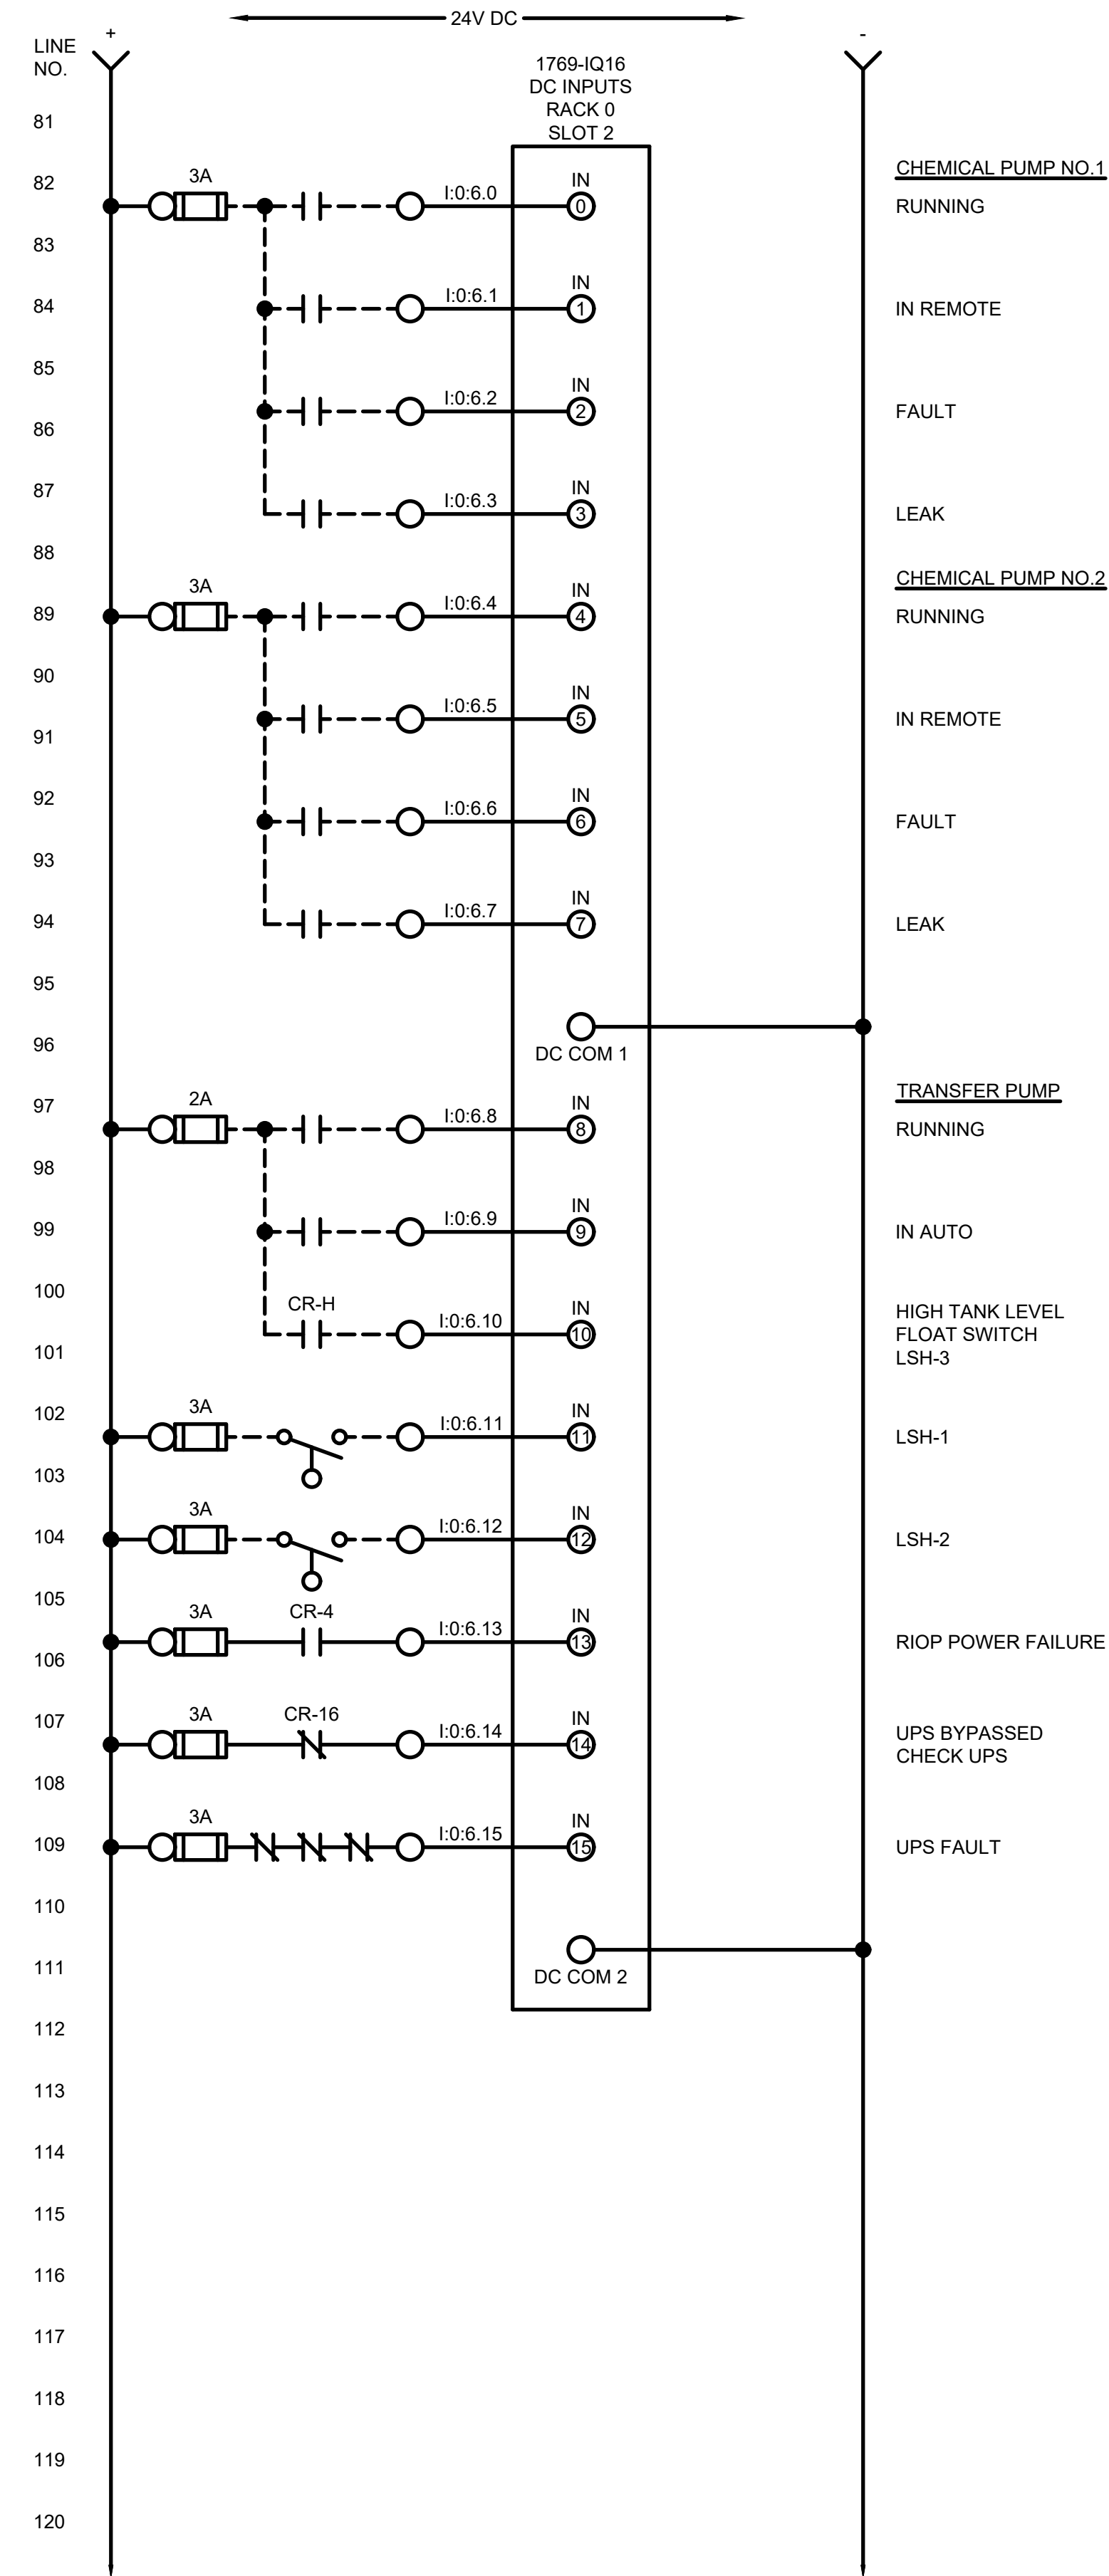 24V DC
+
-
LINE
NO.
1769-IQ16
DC INPUTS
RACK 0
SLOT 2
81
CHEMICAL PUMP NO.1
82
3A
I:0:6.0
IN
0
RUNNING
83
84
I:0:6.1
IN
1
IN REMOTE
85
I:0:6.2
IN
2
FAULT
86
87
I:0:6.3
IN
3
LEAK
88
CHEMICAL PUMP NO.2
89
3A
I:0:6.4
IN
4
RUNNING
90
I:0:6.5
IN
5
IN REMOTE
91
92
I:0:6.6
IN
6
FAULT
93
94
I:0:6.7
IN
7
LEAK
95
96
DC COM 1
TRANSFER PUMP
97
2A
I:0:6.8
IN
8
RUNNING
98
99
I:0:6.9
IN
9
IN AUTO
100
CR-H
I:0:6.10
IN
10
HIGH TANK LEVEL
FLOAT SWITCH
LSH-3
101
102
3A
I:0:6.11
IN
11
LSH-1
103
104
3A
I:0:6.12
IN
12
LSH-2
105
3A
CR-4
I:0:6.13
IN
13
RIOP POWER FAILURE
106
107
3A
CR-16
I:0:6.14
IN
14
UPS BYPASSED
CHECK UPS
108
109
3A
I:0:6.15
IN
15
UPS FAULT
110
111
DC COM 2
112
113
114
115
116
117
118
119
120